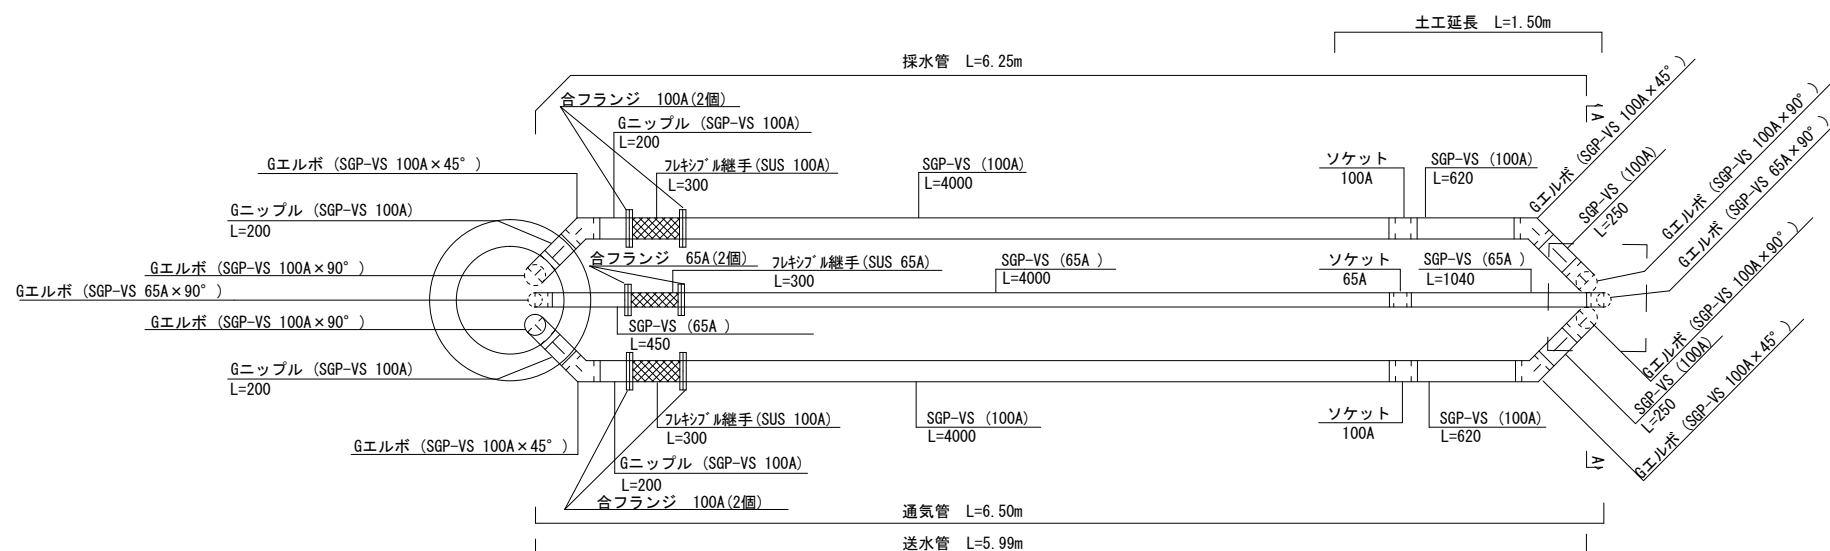 土工延長 L=1.50m
採水管 L=6.25m
合フランジ 100A(2個)
Gニップル (SGP-VS 100A)
L=200
Gエルボ (SGP-VS 100A×45°)
ﾌﾚｷｼﾌﾞﾙ継手(SUS 100A)
L=300
SGP-VS (100A)
L=4000
ソケット
100A
SGP-VS (100A)
L=620
Gエルボ (SGP-VS 100A×45°)
SGP-VS (100A)
L=250
Gエルボ (SGP-VS 100A×90°)
Gエルボ (SGP-VS 65A×90°)
A
Gニップル (SGP-VS 100A)
L=200
Gエルボ (SGP-VS 100A×90°)
Gエルボ (SGP-VS 65A×90°)
Gエルボ (SGP-VS 100A×90°)
合フランジ 65A(2個)
ﾌﾚｷｼﾌﾞﾙ継手(SUS 65A)
L=300
SGP-VS (65A )
L=4000
ソケット
65A
SGP-VS (65A )
L=1040
SGP-VS (65A )
L=450
Gニップル (SGP-VS 100A)
L=200
Gエルボ (SGP-VS 100A×45°)
ﾌﾚｷｼﾌﾞﾙ継手(SUS 100A)
L=300
SGP-VS (100A)
L=4000
ソケット
100A
SGP-VS (100A)
L=620
Gエルボ (SGP-VS 100A×90°)
SGP-VS (100A)
L=250
Gエルボ (SGP-VS 100A×45°)
A
Gニップル (SGP-VS 100A)
L=200
合フランジ 100A(2個)
通気管 L=6.50m
送水管 L=5.99m